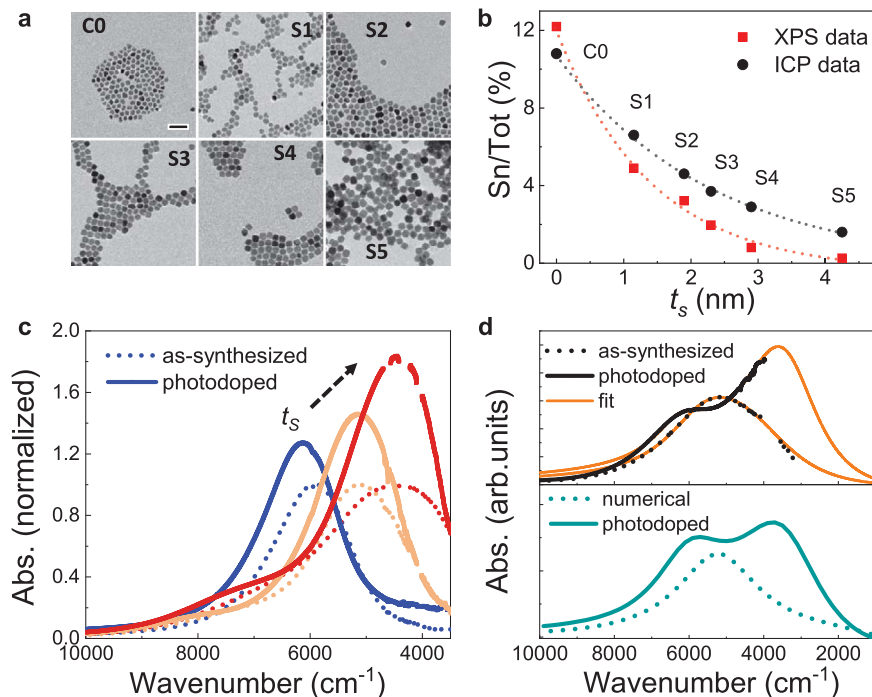 a
C0
S1
S2
S3
S4
S5
b
XPS data
ICP data
C0
S1
S2
S3
S4
S5
Sn/Tot (%)
12
8
4
0
0
1
2
3
4
tₛ (nm)
c
as-synthesized
photodoped
tₛ
Abs. (normalized)
2.0
1.6
1.2
0.8
0.4
0.0
10000
8000
6000
4000
Wavenumber (cm⁻¹)
d
as-synthesized
photodoped
fit
numerical
photodoped
Abs. (arb.units)
10000
8000
6000
4000
2000
Wavenumber (cm⁻¹)